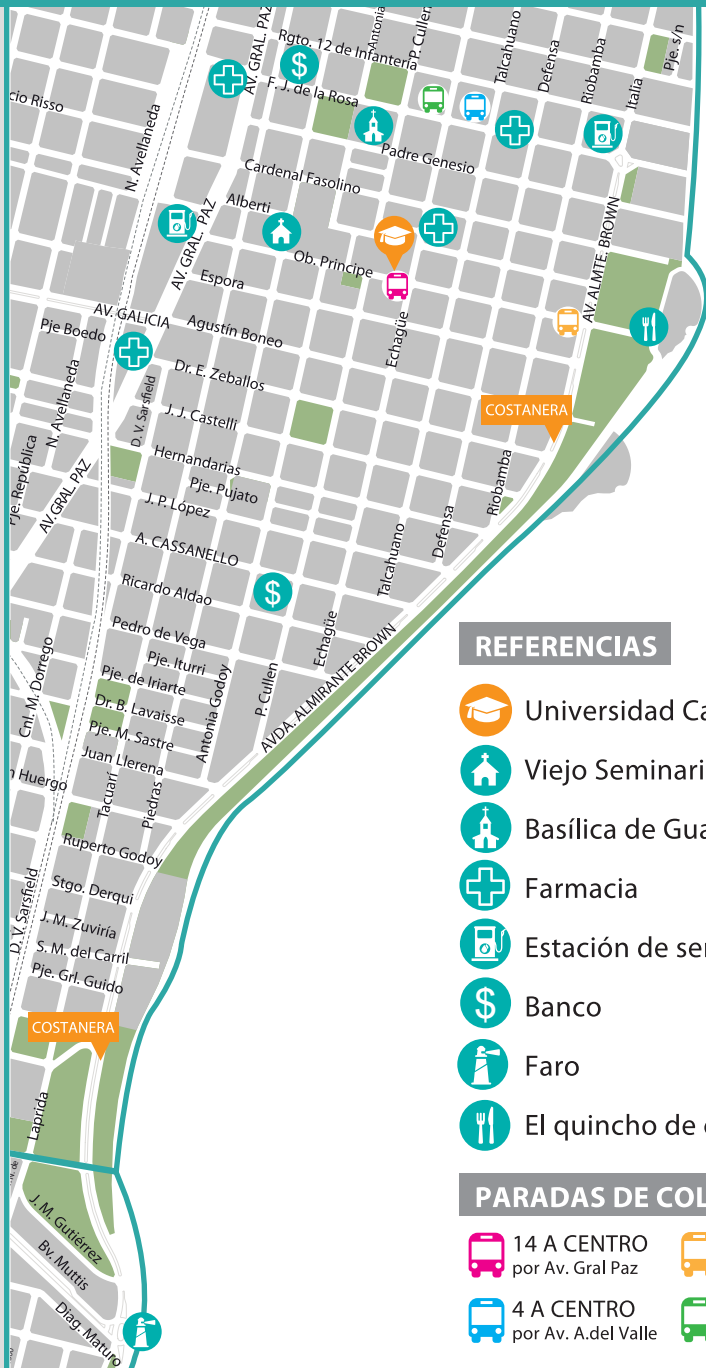 Rgto. 12 de Infantería
F. J. de la Rosa
AV. GRAL. PAZ
Antonia
P. Cullen
Talcahuano
Defensa
Riobamba
Italia
Pje. s/n
cio Risso
N. Avellaneda
Padre Genesio
Cardenal Fasolino
Alberti
Ob. Principe
AV. GRAL. PAZ
Espora
AV. ALMTE. BROWN
AV. GALICIA
Agustín Boneo
Echagüe
Pje Boedo
Dr. E. Zeballos
N. Avellaneda
D. V. Sarsfield
J. J. Castelli
COSTANERA
Hernandarias
Pje. Pujato
Pje. República
AV. GRAL. PAZ
J. P. López
Riobamba
A. CASSANELLO
Defensa
Talcahuano
Ricardo Aldao
Pedro de Vega
Echagüe
Pje. Iturri
Pje. de Iriarte
Antonia Godoy
P. Cullen
AVDA. ALMIRANTE BROWN
Cnl. M. Dorrego
Dr. B. Lavaisse
Pje. M. Sastre
Juan Llerena
n Huergo
Tacuarí
Piedras
Ruperto Godoy
D. V. Sarsfield
Stgo. Derqui
J. M. Zuviría
S. M. del Carril
Pje. Grl. Guido
COSTANERA
Laprida
J. M. Gutiérrez
Bv. Muttis
Diag. Maturo
REFERENCIAS
Universidad Ca
Viejo Seminari
Basílica de Gua
Farmacia
Estación de ser
$ Banco
Faro
El quincho de
PARADAS DE COL
14 A CENTRO
por Av. Gral Paz
4 A CENTRO
por Av. A.del Valle